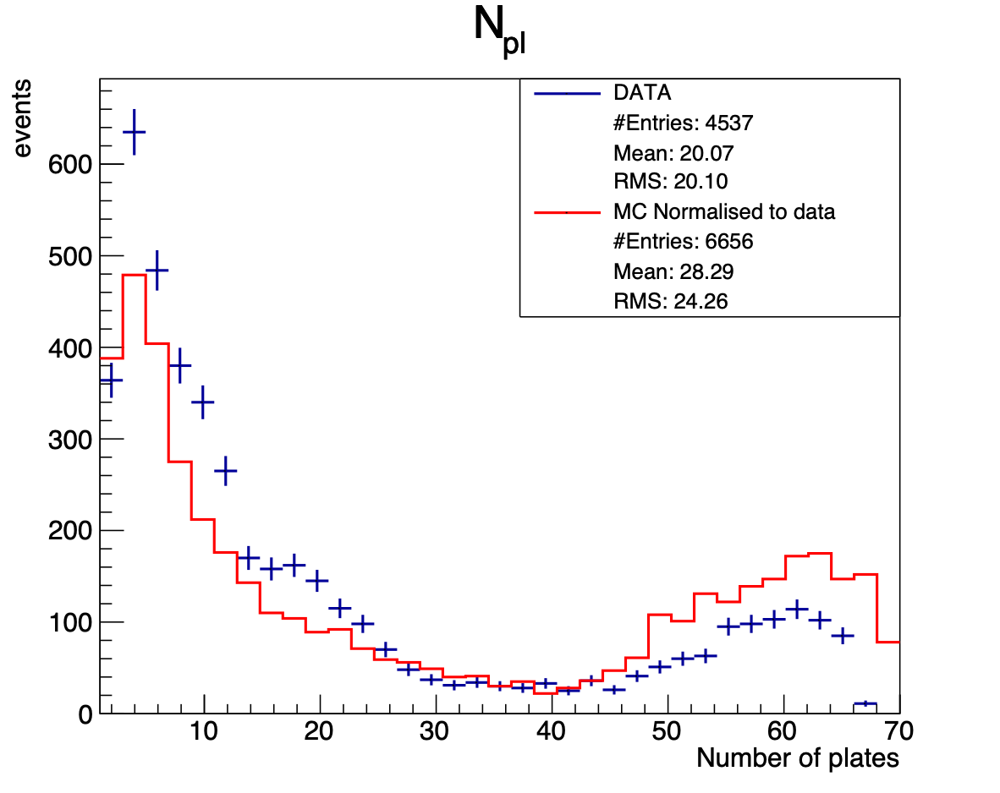 N_pl
events
DATA
#Entries: 4537
Mean: 20.07
RMS: 20.10
MC Normalised to data
#Entries: 6656
Mean: 28.29
RMS: 24.26
600
500
400
300
200
100
0
10 20 30 40 50 60 70
Number of plates